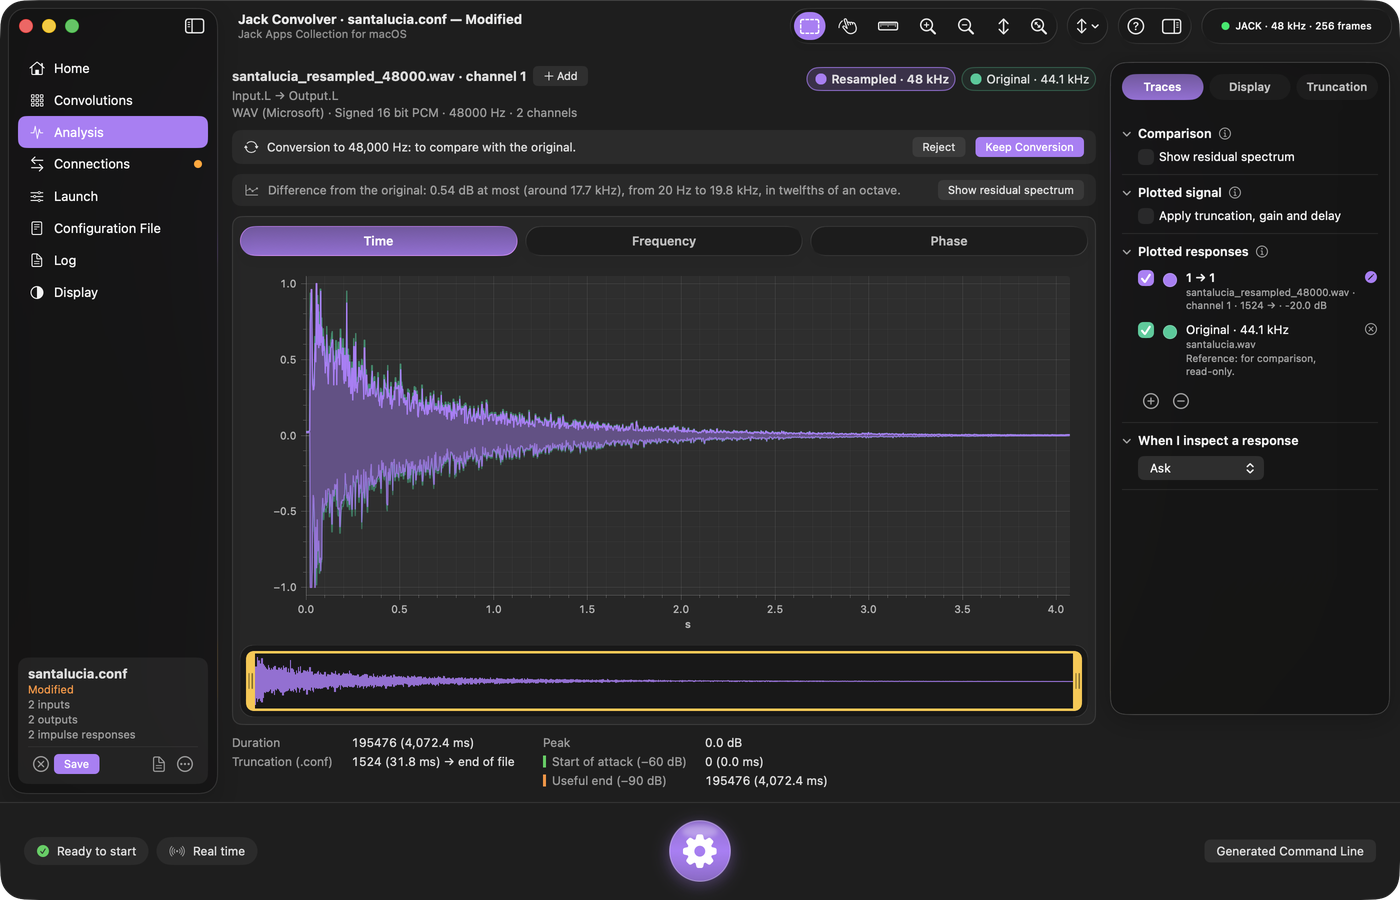 Jack Convolver · santalucia.conf — Modified
Jack Apps Collection for macOS
JACK · 48 kHz · 256 frames
Home
Convolutions
Analysis
Connections
Launch
Configuration File
Log
Display
santalucia.conf
Modified
2 inputs
2 outputs
2 impulse responses
Save
santalucia_resampled_48000.wav · channel 1
+ Add
Resampled · 48 kHz
Original · 44.1 kHz
Input.L → Output.L
WAV (Microsoft) · Signed 16 bit PCM · 48000 Hz · 2 channels
Conversion to 48,000 Hz: to compare with the original.
Reject
Keep Conversion
Difference from the original: 0.54 dB at most (around 17.7 kHz), from 20 Hz to 19.8 kHz, in twelfths of an octave.
Show residual spectrum
Time
Frequency
Phase
1.0
0.5
0.0
−0.5
−1.0
0.0 0.5 1.0 1.5 2.0 2.5 3.0 3.5 4.0
s
Duration 195476 (4,072.4 ms)
Truncation (.conf) 1524 (31.8 ms) → end of file
Peak 0.0 dB
Start of attack (−60 dB) 0 (0.0 ms)
Useful end (−90 dB) 195476 (4,072.4 ms)
Traces
Display
Truncation
Comparison
Show residual spectrum
Plotted signal
Apply truncation, gain and delay
Plotted responses
1 → 1
santalucia_resampled_48000.wav ·
channel 1 · 1524 → · -20.0 dB
Original · 44.1 kHz
santalucia.wav
Reference: for comparison,
read-only.
When I inspect a response
Ask
Ready to start
Real time
Generated Command Line